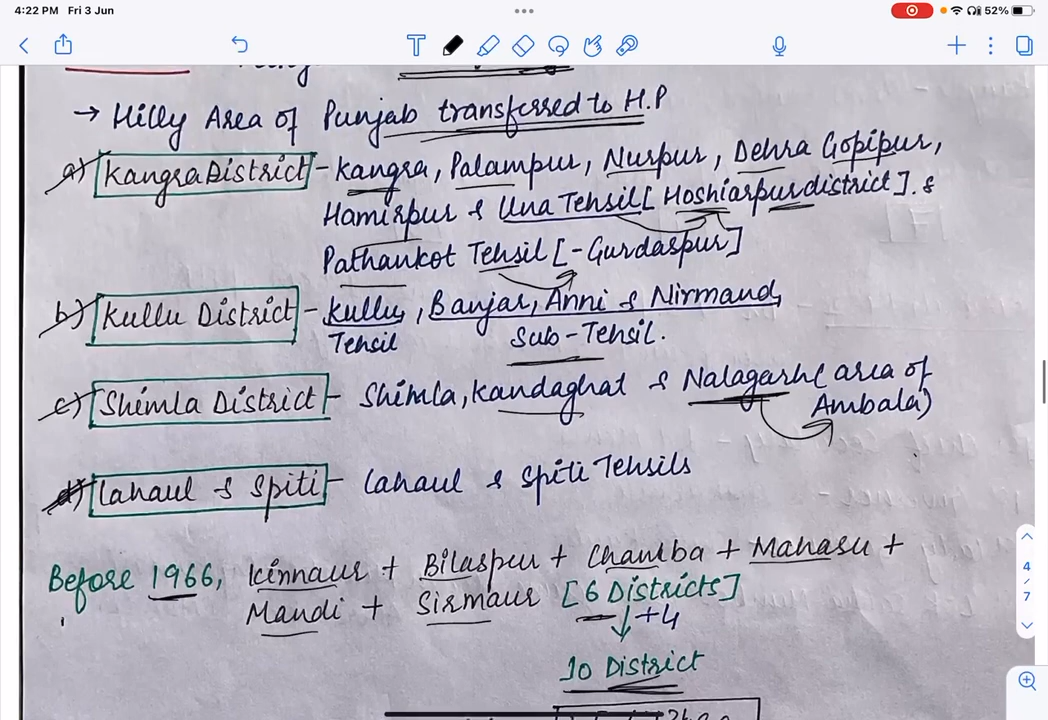 4:22 PM Fri 3 Jun
52%
→ Hilly Area of Punjab transferred to H.P
a) Kangra District - Kangra, Palampur, Nurpur, Dehra Gopipur,
Hamirpur & Una Tensil [Hoshiarpur district]. &
Pathankot Tehsil [-Gurdaspur]
b) Kullu District - Kullu, Banjar, Anni & Nirmand,
Tehsil Sub-Tehsil.
c) Shimla District - Shimla, Kandaghat & Nalagarh (area of
Ambala)
d) Lahaul & Spiti - Lahaul & Spiti Tehsils
Before 1966, Kinnaur + Bilaspur + Chamba + Mahasu +
Mandi + Sirmaur [6 Districts]
+4
10 District
4
/
7